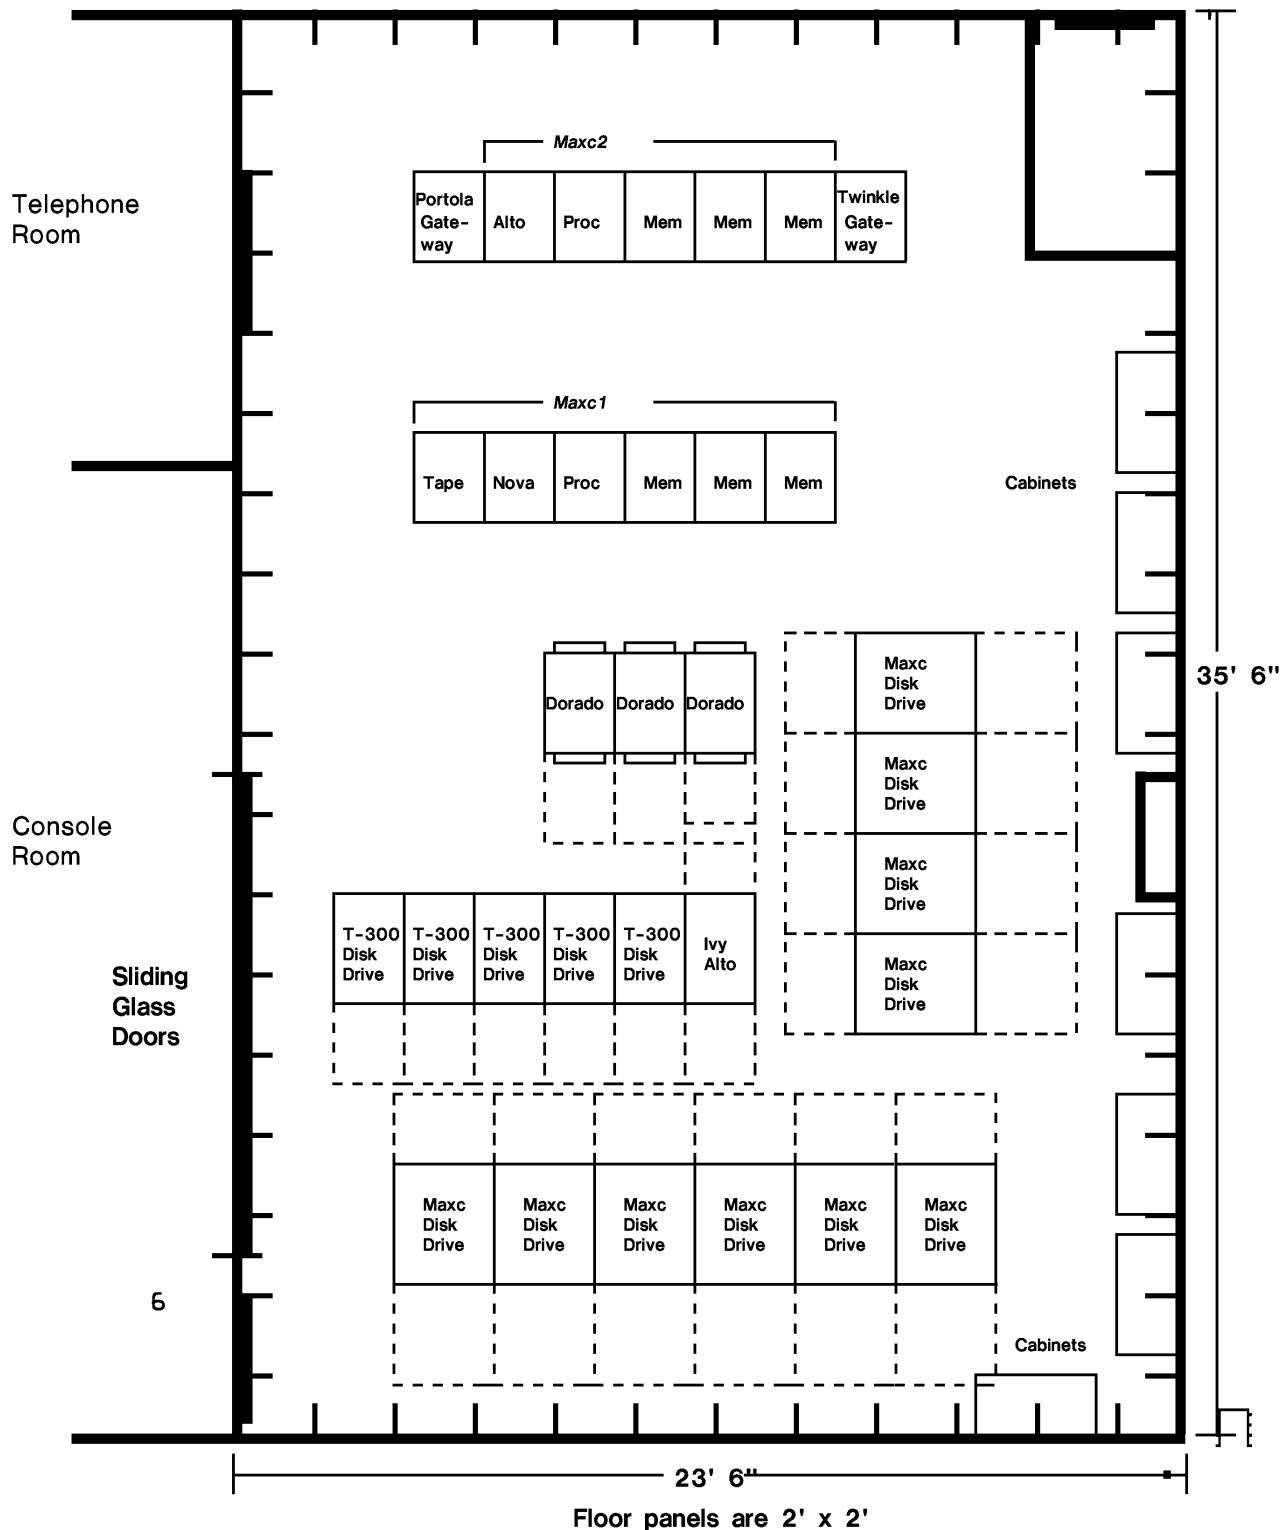 Maxc2
Telephone
Room
Portola
Gate-
way
Alto
Proc
Mem
Mem
Mem
Twinkle
Gate-
way
Maxc1
Tape
Nova
Proc
Mem
Mem
Mem
Cabinets
Dorado
Dorado
Dorado
Maxc
Disk
Drive
35' 6"
Maxc
Disk
Drive
Console
Room
Maxc
Disk
Drive
T-300
Disk
Drive
T-300
Disk
Drive
T-300
Disk
Drive
T-300
Disk
Drive
T-300
Disk
Drive
Ivy
Alto
Maxc
Disk
Drive
Sliding
Glass
Doors
Maxc
Disk
Drive
Maxc
Disk
Drive
Maxc
Disk
Drive
Maxc
Disk
Drive
Maxc
Disk
Drive
Maxc
Disk
Drive
6
Cabinets
23' 6"
Floor panels are 2' x 2'